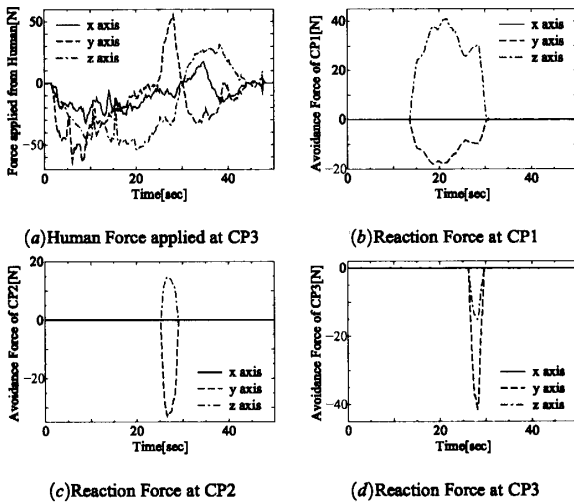 Force applied from Human[N]
50
0
−50
x axis
y axis
z axis
0
20
40
Time[sec]
(a)Human Force applied at CP3
Avoidance Force of CP1[N]
40
20
0
−20
x axis
y axis
z axis
0
20
40
Time[sec]
(b)Reaction Force at CP1
Avoidance Force of CP2[N]
20
0
−20
x axis
y axis
z axis
0
20
40
Time[sec]
(c)Reaction Force at CP2
Avoidance Force of CP3[N]
0
−20
−40
x axis
y axis
z axis
0
20
40
Time[sec]
(d)Reaction Force at CP3